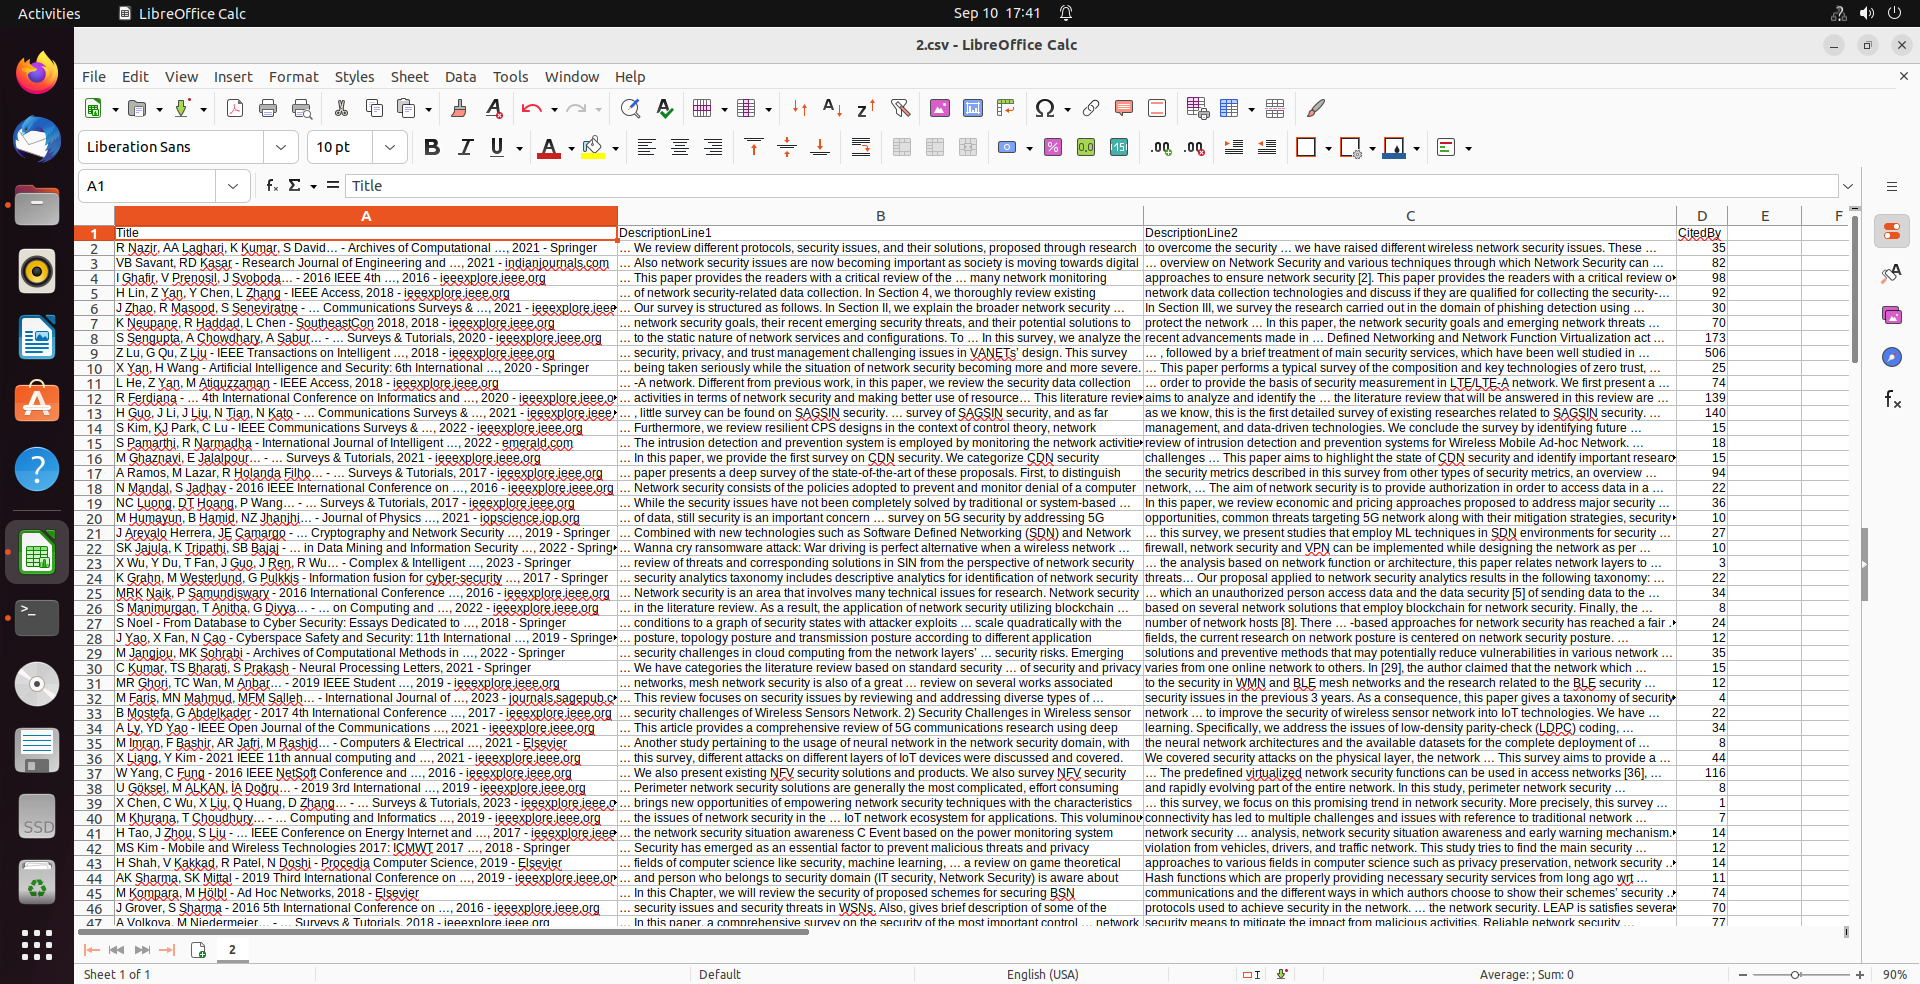 Activities
LibreOffice Calc
Sep 10 17:41
2.csv - LibreOffice Calc
File Edit View Insert Format Styles Sheet Data Tools Window Help
Liberation Sans
10 pt
A1
Title
A B C D E F
1 Title DescriptionLine1 DescriptionLine2 CitedBy
2 R Nazir, AA Laghari, K Kumar, S David… - Archives of Computational …, 2021 - Springer … We review different protocols, security issues, and their solutions, proposed through research to overcome the security … we have raised different wireless network security issues. These … 35
3 VB Savant, RD Kasar - Research Journal of Engineering and …, 2021 - indianjournals.com … Also network security issues are now becoming important as society is moving towards digital … overview on Network Security and various techniques through which Network Security can … 82
4 I Ghafir, V Prenosil, J Svoboda… - 2016 IEEE 4th …, 2016 - ieeexplore.ieee.org … This paper provides the readers with a critical review of the … many network monitoring approaches to ensure network security [2]. This paper provides the readers with a critical review o 98
5 H Lin, Z Yan, Y Chen, L Zhang - IEEE Access, 2018 - ieeexplore.ieee.org … of network security-related data collection. In Section 4, we thoroughly review existing network data collection technologies and discuss if they are qualified for collecting the security-… 92
6 J Zhao, R Masood, S Seneviratne - … Communications Surveys & …, 2021 - ieeexplore.ieee … Our survey is structured as follows. In Section II, we explain the broader network security … In Section III, we survey the research carried out in the domain of phishing detection using … 30
7 K Neupane, R Haddad, L Chen - SoutheastCon 2018, 2018 - ieeexplore.ieee.org … network security goals, their recent emerging security threats, and their potential solutions to protect the network … In this paper, the network security goals and emerging network threats … 70
8 S Sengupta, A Chowdhary, A Sabur… - … Surveys & Tutorials, 2020 - ieeexplore.ieee.org … to the static nature of network services and configurations. To … In this survey, we analyze the recent advancements made in … Defined Networking and Network Function Virtualization act … 173
9 Z Lu, G Qu, Z Liu - IEEE Transactions on Intelligent …, 2018 - ieeexplore.ieee.org … security, privacy, and trust management challenging issues in VANETs' design. This survey … , followed by a brief treatment of main security services, which have been well studied in … 506
10 X Yan, H Wang - Artificial Intelligence and Security: 6th International …, 2020 - Springer … being taken seriously while the situation of network security becoming more and more severe. … This paper performs a typical survey of the composition and key technologies of zero trust, … 25
11 L He, Z Yan, M Atiquzzaman - IEEE Access, 2018 - ieeexplore.ieee.org … -A network. Different from previous work, in this paper, we review the security data collection … order to provide the basis of security measurement in LTE/LTE-A network. We first present a … 74
12 R Ferdiana - … 4th International Conference on Informatics and …, 2020 - ieeexplore.ieee.o … activities in terms of network security and making better use of resource… This literature review aims to analyze and identify the … the literature review that will be answered in this review are … 139
13 H Guo, J Li, J Liu, N Tian, N Kato - … Communications Surveys & …, 2021 - ieeexplore.ieee … , little survey can be found on SAGSIN security. … survey of SAGSIN security, and as far as we know, this is the first detailed survey of existing researches related to SAGSIN security. … 140
14 S Kim, KJ Park, C Lu - IEEE Communications Surveys & …, 2022 - ieeexplore.ieee.org … Furthermore, we review resilient CPS designs in the context of control theory, network management, and data-driven technologies. We conclude the survey by identifying future … 15
15 S Pamarthi, R Narmadha - International Journal of Intelligent …, 2022 - emerald.com … The intrusion detection and prevention system is employed by monitoring the network activitie review of intrusion detection and prevention systems for Wireless Mobile Ad-hoc Network. … 18
16 M Ghaznavi, E Jalalpour… - … Surveys & Tutorials, 2021 - ieeexplore.ieee.org … In this paper, we provide the first survey on CDN security. We categorize CDN security challenges … This paper aims to highlight the state of CDN security and identify important researc 15
17 A Ramos, M Lazar, R Holanda Filho… - … Surveys & Tutorials, 2017 - ieeexplore.ieee.org … paper presents a deep survey of the state-of-the-art of these proposals. First, to distinguish the security metrics described in this survey from other types of security metrics, an overview … 94
18 N Mandal, S Jadhav - 2016 IEEE International Conference on …, 2016 - ieeexplore.ieee.org … Network security consists of the policies adopted to prevent and monitor denial of a computer network, … The aim of network security is to provide authorization in order to access data in a … 22
19 NC Luong, DT Hoang, P Wang… - … Surveys & Tutorials, 2017 - ieeexplore.ieee.org … While the security issues have not been completely solved by traditional or system-based … In this paper, we review economic and pricing approaches proposed to address major security … 36
20 M Humayun, B Hamid, NZ Jhanjhi… - Journal of Physics …, 2021 - iopscience.iop.org … of data, still security is an important concern … survey on 5G security by addressing 5G opportunities, common threats targeting 5G network along with their mitigation strategies, security 10
21 J Arevalo Herrera, JE Camargo - … Cryptography and Network Security …, 2019 - Springer … Combined with new technologies such as Software Defined Networking (SDN) and Network … this survey, we present studies that employ ML techniques in SDN environments for security … 27
22 SK Jajula, K Tripathi, SB Bajaj - … in Data Mining and Information Security …, 2022 - Spring … Wanna cry ransomware attack: War driving is perfect alternative when a wireless network … firewall, network security and VPN can be implemented while designing the network as per … 10
23 X Wu, Y Du, T Fan, J Guo, J Ren, R Wu… - Complex & Intelligent …, 2023 - Springer … review of threats and corresponding solutions in SIN from the perspective of network security … the analysis based on network function or architecture, this paper relates network layers to … 3
24 K Grahn, M Westerlund, G Pulkkis - Information fusion for cyber-security …, 2017 - Springer … security analytics taxonomy includes descriptive analytics for identification of network security threats… Our proposal applied to network security analytics results in the following taxonomy: … 22
25 MRK Naik, P Samundiswary - 2016 International Conference …, 2016 - ieeexplore.ieee.org … Network security is an area that involves many technical issues for research. Network security … which an unauthorized person access data and the data security [5] of sending data to the … 34
26 S Manimurgan, T Anitha, G Divya… - … on Computing and …, 2022 - ieeexplore.ieee.org … in the literature review. As a result, the application of network security utilizing blockchain … based on several network solutions that employ blockchain for network security. Finally, the … 8
27 S Noel - From Database to Cyber Security: Essays Dedicated to …, 2018 - Springer … conditions to a graph of security states with attacker exploits … scale quadratically with the number of network hosts [8]. There … -based approaches for network security has reached a fair . 24
28 J Yao, X Fan, N Cao - Cyberspace Safety and Security: 11th International …, 2019 - Springe … posture, topology posture and transmission posture according to different application fields, the current research on network posture is centered on network security posture. … 12
29 M Jangjou, MK Sohrabi - Archives of Computational Methods in …, 2022 - Springer … security challenges in cloud computing from the network layers' … security risks. Emerging solutions and preventive methods that may potentially reduce vulnerabilities in various network … 35
30 C Kumar, TS Bharati, S Prakash - Neural Processing Letters, 2021 - Springer … We have categories the literature review based on standard security … of security and privacy varies from one online network to others. In [29], the author claimed that the network which … 15
31 MR Ghori, TC Wan, M Anbar… - 2019 IEEE Student …, 2019 - ieeexplore.ieee.org … networks, mesh network security is also of a great … review on several works associated to the security in WMN and BLE mesh networks and the research related to the BLE security … 12
32 M Faris, MN Mahmud, MFM Salleh… - International Journal of …, 2023 - journals.sagepub.c … This review focuses on security issues by reviewing and addressing diverse types of … security issues in the previous 3 years. As a consequence, this paper gives a taxonomy of security 4
33 B Mostefa, G Abdelkader - 2017 4th International Conference …, 2017 - ieeexplore.ieee.org … security challenges of Wireless Sensors Network. 2) Security Challenges in Wireless sensor network … to improve the security of wireless sensor network into IoT technologies. We have … 22
34 A Ly, YD Yao - IEEE Open Journal of the Communications …, 2021 - ieeexplore.ieee.org … This article provides a comprehensive review of 5G communications research using deep learning. Specifically, we address the issues of low-density parity-check (LDPC) coding, … 34
35 M Imran, F Bashir, AR Jafri, M Rashid… - Computers & Electrical …, 2021 - Elsevier … Another study pertaining to the usage of neural network in the network security domain, with the neural network architectures and the available datasets for the complete deployment of … 8
36 X Liang, Y Kim - 2021 IEEE 11th annual computing and …, 2021 - ieeexplore.ieee.org … this survey, different attacks on different layers of IoT devices were discussed and covered. We covered security attacks on the physical layer, the network … This survey aims to provide a … 44
37 W Yang, C Fung - 2016 IEEE NetSoft Conference and …, 2016 - ieeexplore.ieee.org … We also present existing NFV security solutions and products. We also survey NFV security … The predefined virtualized network security functions can be used in access networks [36], … 116
38 U Göksel, M ALKAN, İA Doğru… - 2019 3rd International …, 2019 - ieeexplore.ieee.org … Perimeter network security solutions are generally the most complicated, effort consuming and rapidly evolving part of the entire network. In this study, perimeter network security … 8
39 X Chen, C Wu, X Liu, Q Huang, D Zhang… - … Surveys & Tutorials, 2023 - ieeexplore.ieee.o … brings new opportunities of empowering network security techniques with the characteristics … this survey, we focus on this promising trend in network security. More precisely, this survey … 1
40 M Khurana, T Choudhury… - … Computing and Informatics …, 2019 - ieeexplore.ieee.org … the issues of network security in the … IoT network ecosystem for applications. This voluminou connectivity has led to multiple challenges and issues with reference to traditional network … 7
41 H Tao, J Zhou, S Liu - … IEEE Conference on Energy Internet and …, 2017 - ieeexplore.ieee … the network security situation awareness C Event based on the power monitoring system network security … analysis, network security situation awareness and early warning mechanism. 14
42 MS Kim - Mobile and Wireless Technologies 2017: ICMWT 2017 …, 2018 - Springer … Security has emerged as an essential factor to prevent malicious threats and privacy violation from vehicles, drivers, and traffic network. This study tries to find the main security … 12
43 H Shah, V Kakkad, R Patel, N Doshi - Procedia Computer Science, 2019 - Elsevier … fields of computer science like security, machine learning, … a review on game theoretical approaches to various fields in computer science such as privacy preservation, network security . 14
44 AK Sharma, SK Mittal - 2019 Third International Conference on …, 2019 - ieeexplore.ieee.or … and person who belongs to security domain (IT security, Network Security) is aware about Hash functions which are properly providing necessary security services from long ago wrt … 11
45 M Kompara, M Hölbl - Ad Hoc Networks, 2018 - Elsevier … In this Chapter, we will review the security of proposed schemes for securing BSN communications and the different ways in which authors choose to show their schemes' security . 74
46 J Grover, S Sharma - 2016 5th International Conference on …, 2016 - ieeexplore.ieee.org … security issues and security threats in WSNs. Also, gives brief description of some of the protocols used to achieve security in the network. … the network security. LEAP is satisfies severa 70
47 A Volkova, M Niedermeier… - … Surveys & Tutorials, 2018 - ieeexplore.ieee.org … In this paper, a comprehensive survey on the security of the most important control … network security means to mitigate the impact from malicious activities. Reliable network security … 77
2
Sheet 1 of 1
Default
English (USA)
Average: ; Sum: 0
90%